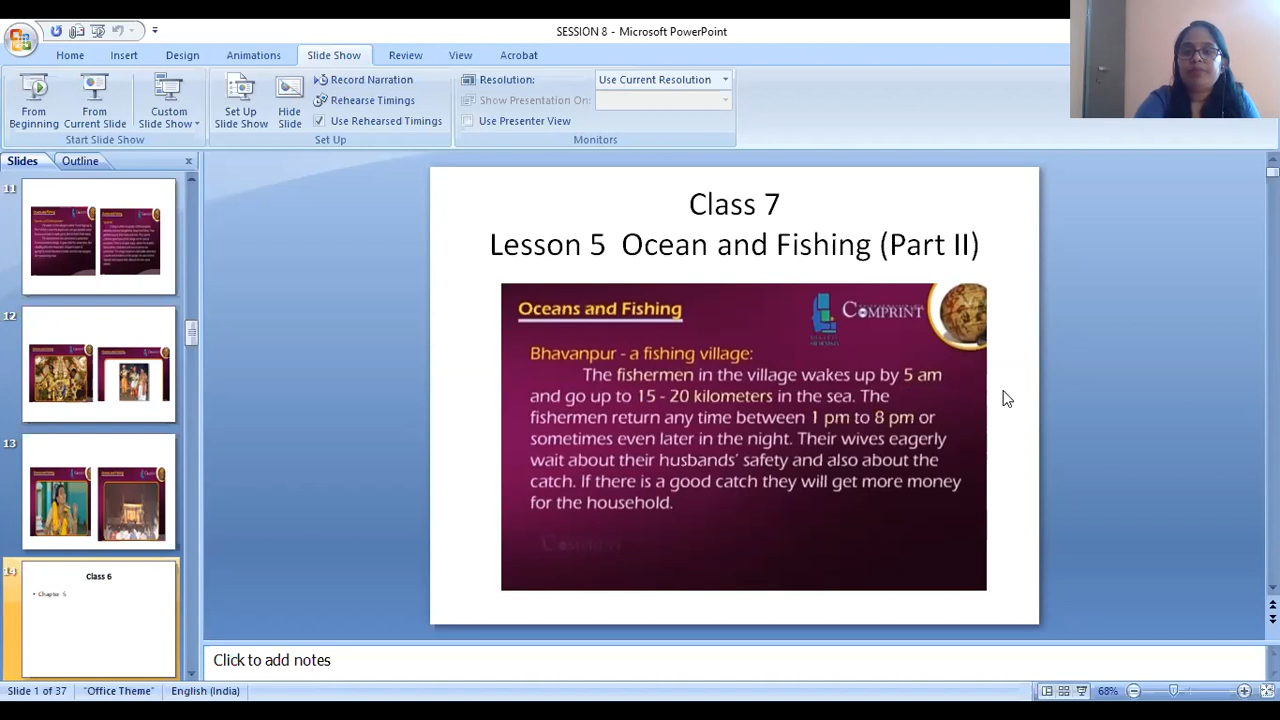 SESSION 8 - Microsoft PowerPoint
Home Insert Design Animations Slide Show Review View Acrobat
From Beginning
From Current Slide
Custom Slide Show
Start Slide Show
Set Up Slide Show
Hide Slide
Record Narration
Rehearse Timings
Use Rehearsed Timings
Set Up
Resolution: Use Current Resolution
Show Presentation On:
Use Presenter View
Monitors
Slides Outline
11
12
13
14
Class 6
Class 7
Lesson 5 Ocean and Fishing (Part II)
Oceans and Fishing
COMPRINT
Bhavanpur - a fishing village:
The fishermen in the village wakes up by 5 am
and go up to 15 - 20 kilometers in the sea. The
fishermen return any time between 1 pm to 8 pm or
sometimes even later in the night. Their wives eagerly
wait about their husbands' safety and also about the
catch. If there is a good catch they will get more money
for the household.
Click to add notes
Slide 1 of 37 "Office Theme" English (India) 68%